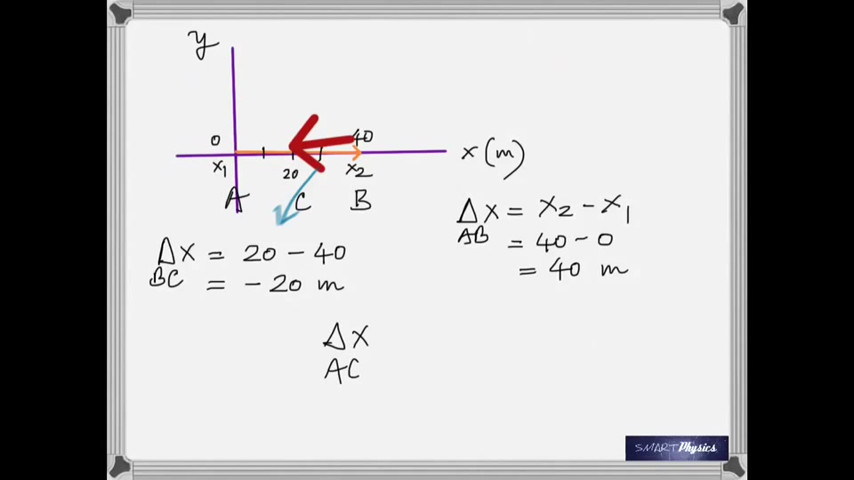 y
0
40
x (m)
x1
20
x2
A
C
B
Δx = x2 - x1
AB
= 40 - 0
= 40 m
Δx = 20 - 40
BC
= - 20 m
Δx
AC
SMARTPhysics